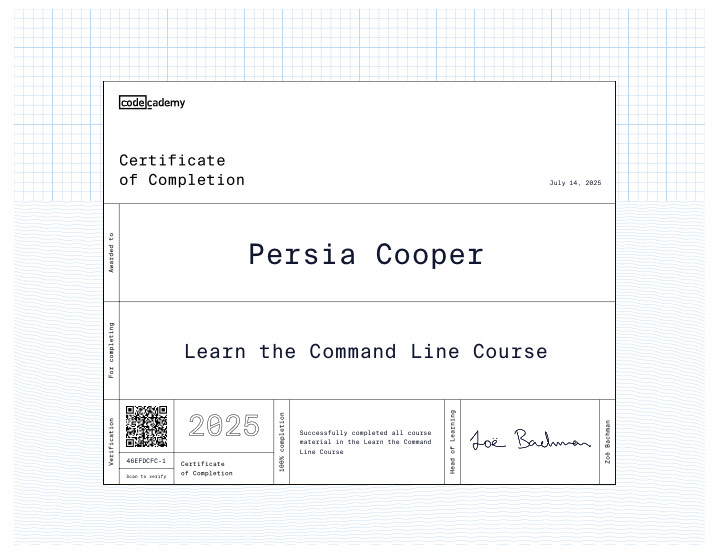 codecademy
Certificate
of Completion
July 14, 2025
Awarded to
Persia Cooper
For completing
Learn the Command Line Course
Verification
46EFDCFC-1
Scan to verify
2025
Certificate
of Completion
100% completion
Successfully completed all course
material in the Learn the Command
Line Course
Head of Learning
Zoë Bachman
Zoë Bachman